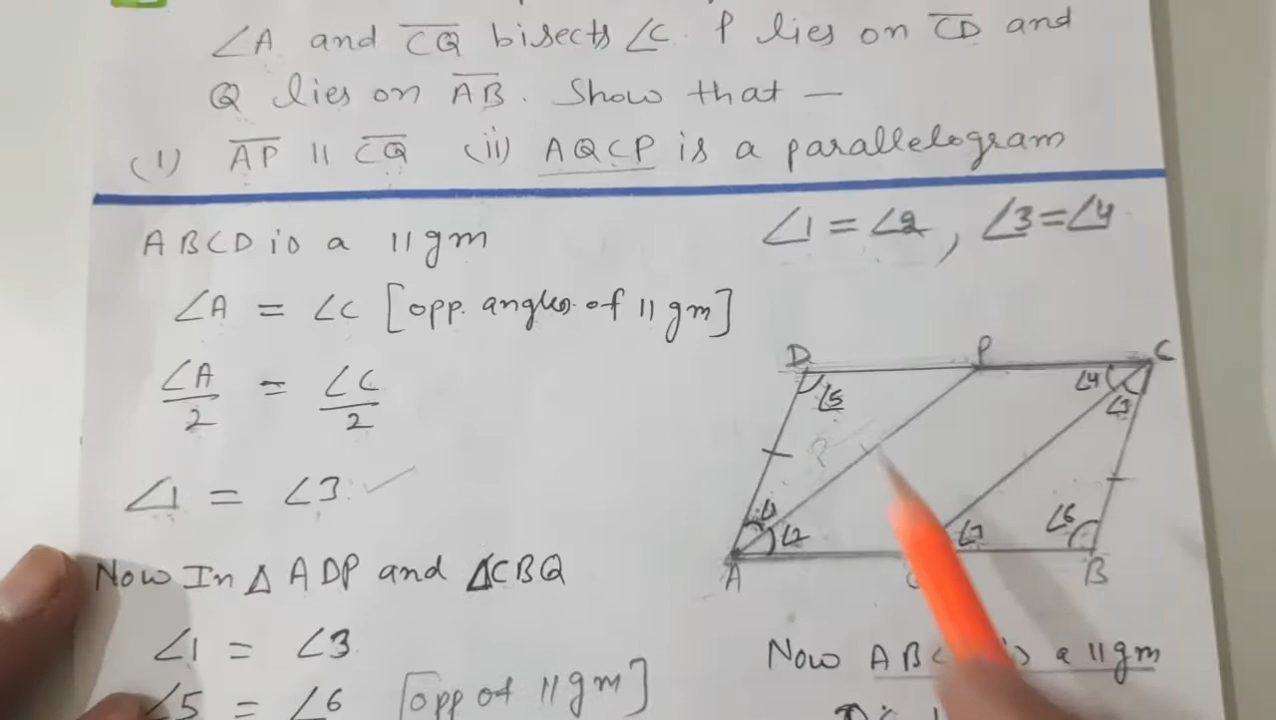 ∠A and CQ bisects ∠C. P lies on CD and
Q lies on AB. Show that —
(i) AP || CQ (ii) AQCP is a parallelogram
∠1 = ∠2, ∠3 = ∠4
ABCD is a ||gm
∠A = ∠C [opp. angles of ||gm]
∠A/2 = ∠C/2
∠1 = ∠3
Now In △ ADP and △CBQ
∠1 = ∠3
∠5 = ∠6 [opp of ||gm]
D P C
∠5 ∠4 ∠3
∠1 ∠2 ∠7 ∠6
A B
Now ABC is a ||gm